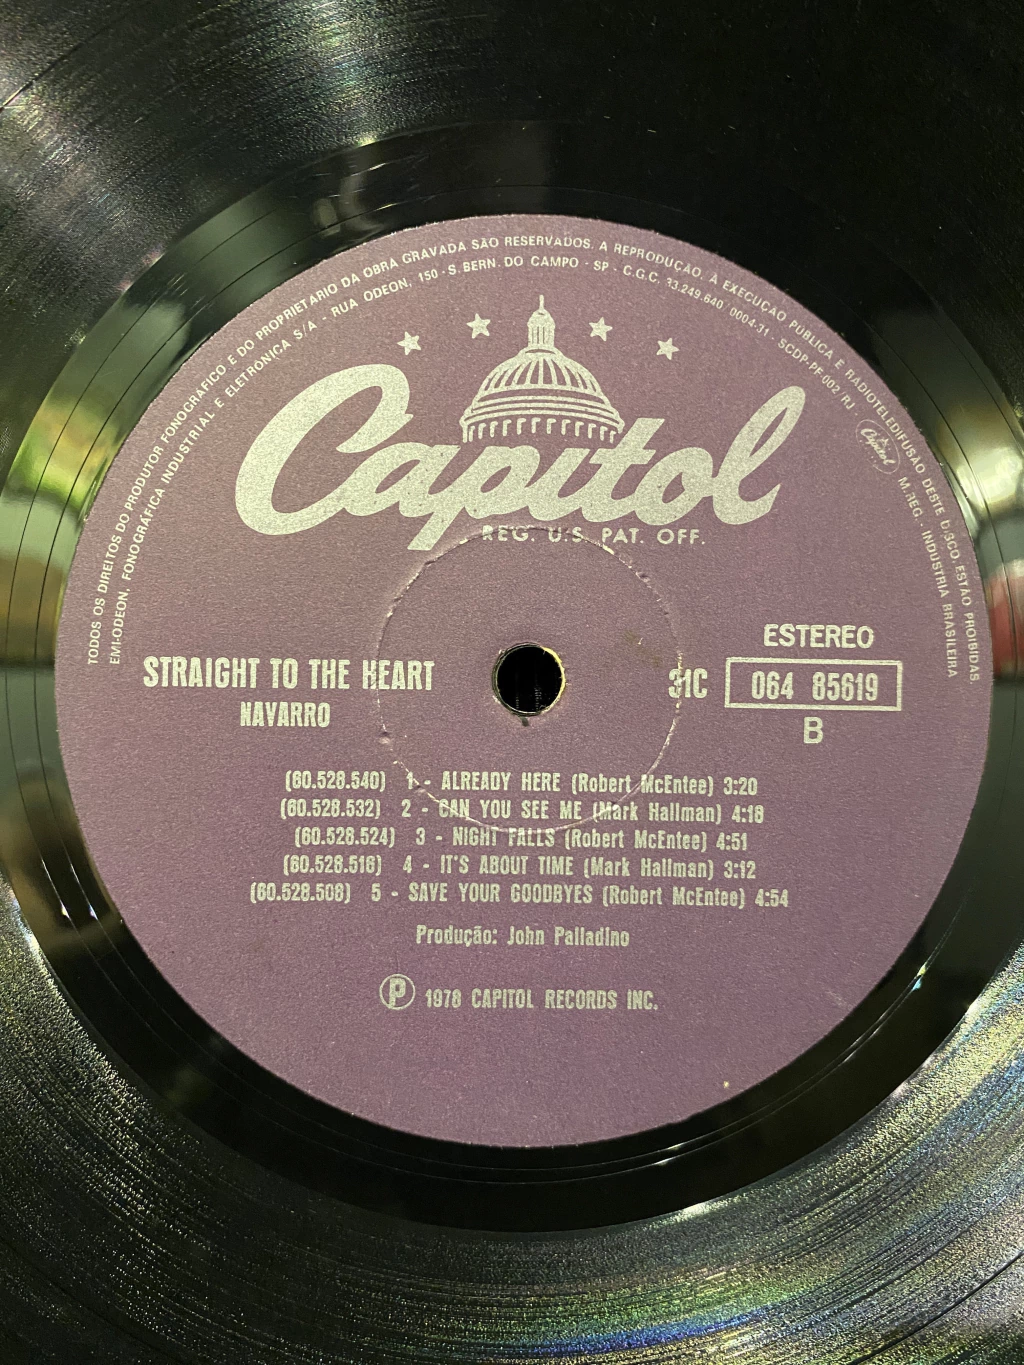 TODOS OS DIREITOS DO PRODUTOR FONOGRÁFICO E DO PROPRIETÁRIO DA OBRA GRAVADA SÃO RESERVADOS. A REPRODUÇÃO, A EXECUÇÃO PÚBLICA E RADIOTELEDIFUSÃO DESTE DISCO, ESTÃO PROIBIDAS
EMI-ODEON, FONOGRÁFICA INDUSTRIAL E ELETRÔNICA S/A - RUA ODEON, 150 - S. BERN. DO CAMPO - SP - C.G.C. 33.249.640/0004-31 - SCDP-PF-002/RJ - Capitol M.REG. - INDUSTRIA BRASILEIRA
Capitol
REG. U.S. PAT. OFF.
ESTEREO
STRAIGHT TO THE HEART
NAVARRO
31C 064 85619
B
(60.528.540) 1 - ALREADY HERE (Robert McEntee) 3:20
(60.528.532) 2 - CAN YOU SEE ME (Mark Hallman) 4:18
(60.528.524) 3 - NIGHT FALLS (Robert McEntee) 4:51
(60.528.516) 4 - IT'S ABOUT TIME (Mark Hallman) 3:12
(60.528.508) 5 - SAVE YOUR GOODBYES (Robert McEntee) 4:54
Produção: John Palladino
Ⓟ 1978 CAPITOL RECORDS INC.